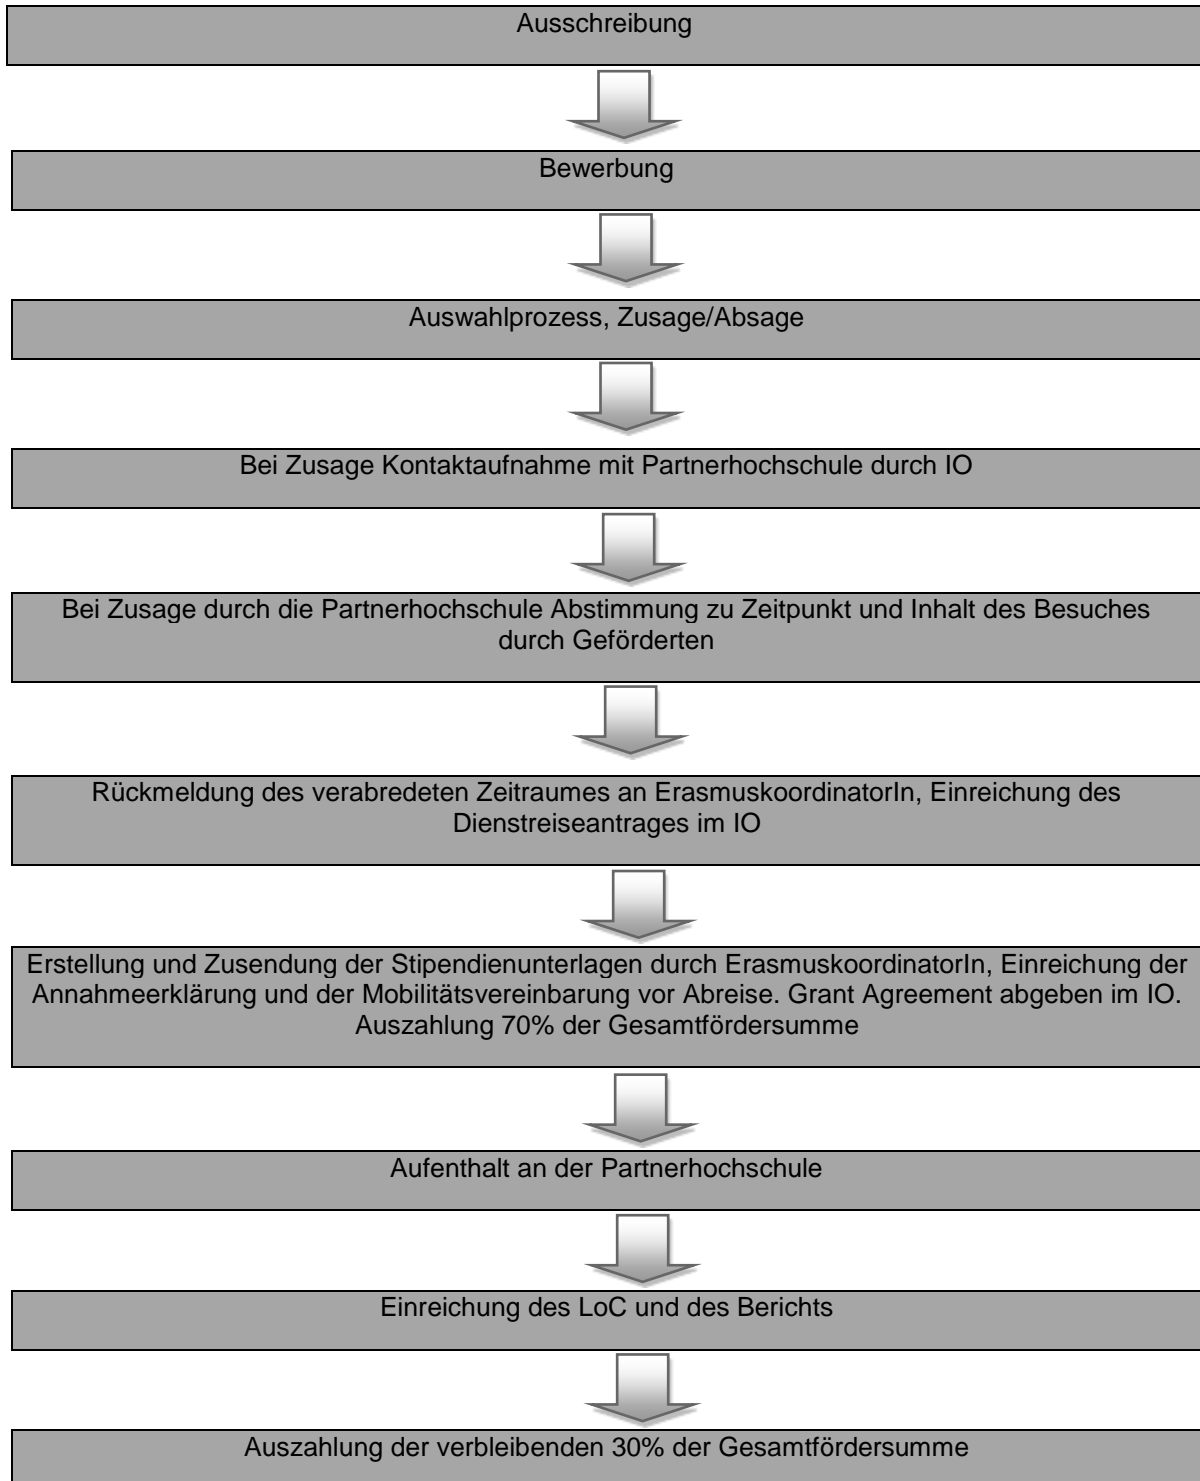 Ausschreibung
Bewerbung
Auswahlprozess, Zusage/Absage
Bei Zusage Kontaktaufnahme mit Partnerhochschule durch IO
Bei Zusage durch die Partnerhochschule Abstimmung zu Zeitpunkt und Inhalt des Besuches
durch Geförderten
Rückmeldung des verabredeten Zeitraumes an ErasmuskoordinatorIn, Einreichung des
Dienstreiseantrages im IO
Erstellung und Zusendung der Stipendienunterlagen durch ErasmuskoordinatorIn, Einreichung der
Annahmeerklärung und der Mobilitätsvereinbarung vor Abreise. Grant Agreement abgeben im IO.
Auszahlung 70% der Gesamtfördersumme
Aufenthalt an der Partnerhochschule
Einreichung des LoC und des Berichts
Auszahlung der verbleibenden 30% der Gesamtfördersumme